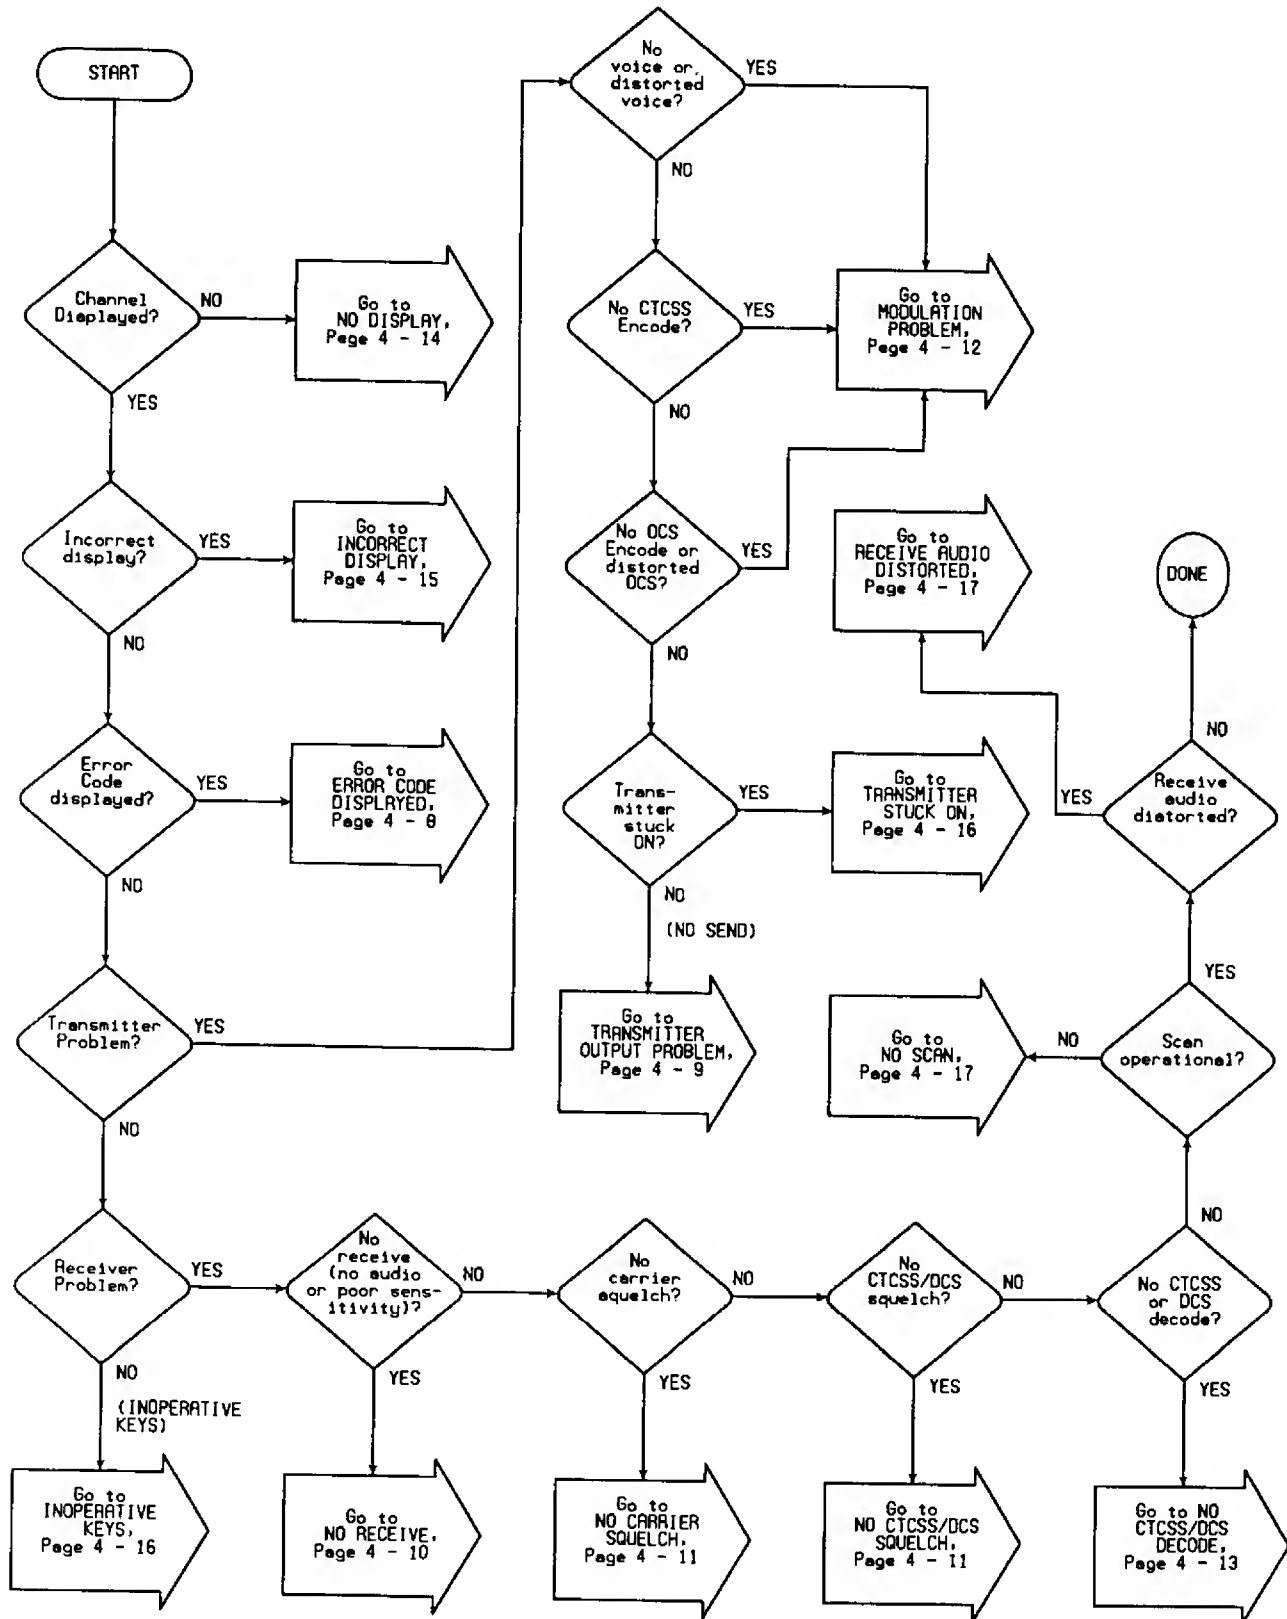 START
Channel
Displayed?
NO
YES
Go to
NO DISPLAY,
Page 4 - 14
Incorrect
display?
YES
NO
Go to
INCORRECT
DISPLAY,
Page 4 - 15
Error
Code
displayed?
YES
NO
Go to
ERROR CODE
DISPLAYED,
Page 4 - 8
Transmitter
Problem?
YES
NO
No
voice or
distorted
voice?
YES
NO
No CTCSS
Encode?
YES
NO
Go to
MODULATION
PROBLEM,
Page 4 - 12
No DCS
Encode or
distorted
DCS?
YES
NO
Trans-
mitter
stuck
ON?
YES
NO
(NO SEND)
Go to
TRANSMITTER
STUCK ON,
Page 4 - 16
Go to
TRANSMITTER
OUTPUT PROBLEM,
Page 4 - 9
Receiver
Problem?
YES
NO
(INOPERATIVE
KEYS)
Go to
INOPERATIVE
KEYS,
Page 4 - 16
No
receive
(no audio
or poor sen-
sitivity)?
NO
YES
Go to
NO RECEIVE,
Page 4 - 10
No
carrier
squelch?
NO
YES
Go to
NO CARRIER
SQUELCH,
Page 4 - 11
No
CTCSS/DCS
squelch?
NO
YES
Go to
NO CTCSS/DCS
SQUELCH,
Page 4 - 11
No CTCSS
or DCS
decode?
NO
YES
Go to NO
CTCSS/DCS
DECODE,
Page 4 - 13
Scan
operational?
NO
YES
Go to
NO SCAN,
Page 4 - 17
Receive
audio
distorted?
YES
NO
Go to
RECEIVE AUDIO
DISTORTED,
Page 4 - 17
DONE